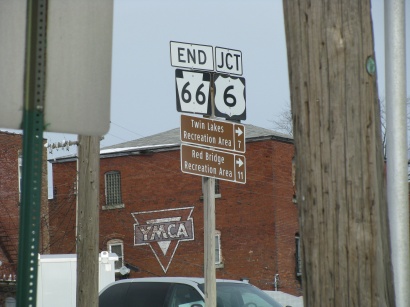 END JCT
66 6
Twin Lakes
Recreation Area 7
Red Bridge
Recreation Area 11
YMCA